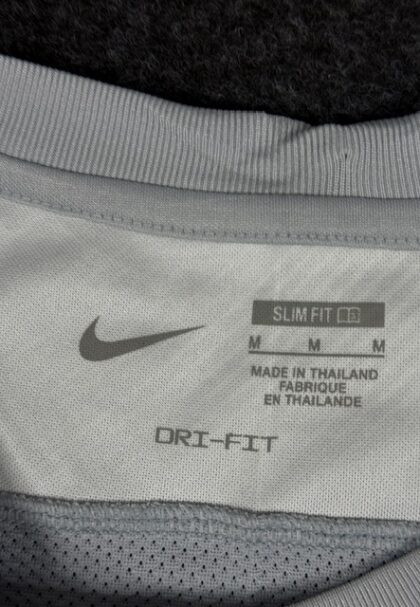 SLIM FIT
M M M
MADE IN THAILAND
FABRIQUE
EN THAILANDE
DRI-FIT